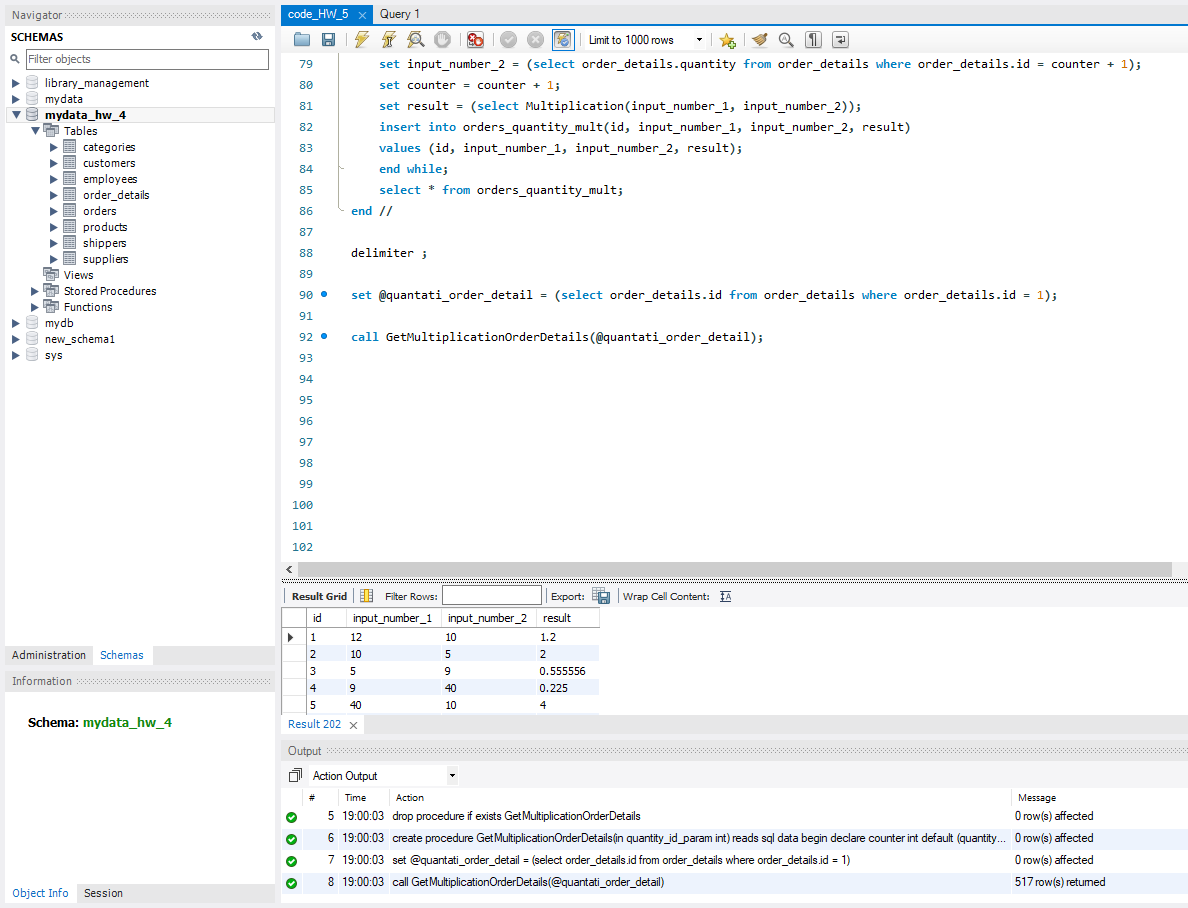 Navigator
SCHEMAS
Filter objects
library_management
mydata
mydata_hw_4
Tables
categories
customers
employees
order_details
orders
products
shippers
suppliers
Views
Stored Procedures
Functions
mydb
new_schema1
sys
Administration Schemas
Information
Schema: mydata_hw_4
Object Info Session
code_HW_5 Query 1
Limit to 1000 rows
79 set input_number_2 = (select order_details.quantity from order_details where order_details.id = counter + 1);
80 set counter = counter + 1;
81 set result = (select Multiplication(input_number_1, input_number_2));
82 insert into orders_quantity_mult(id, input_number_1, input_number_2, result)
83 values (id, input_number_1, input_number_2, result);
84 end while;
85 select * from orders_quantity_mult;
86 end //
87
88 delimiter ;
89
90 set @quantati_order_detail = (select order_details.id from order_details where order_details.id = 1);
91
92 call GetMultiplicationOrderDetails(@quantati_order_detail);
93
94
95
96
97
98
99
100
101
102
Result Grid Filter Rows: Export: Wrap Cell Content:
id input_number_1 input_number_2 result
1 12 10 1.2
2 10 5 2
3 5 9 0.555556
4 9 40 0.225
5 40 10 4
Result 202
Output
Action Output
# Time Action Message
5 19:00:03 drop procedure if exists GetMultiplicationOrderDetails 0 row(s) affected
6 19:00:03 create procedure GetMultiplicationOrderDetails(in quantity_id_param int) reads sql data begin declare counter int default (quantity... 0 row(s) affected
7 19:00:03 set @quantati_order_detail = (select order_details.id from order_details where order_details.id = 1) 0 row(s) affected
8 19:00:03 call GetMultiplicationOrderDetails(@quantati_order_detail) 517 row(s) returned